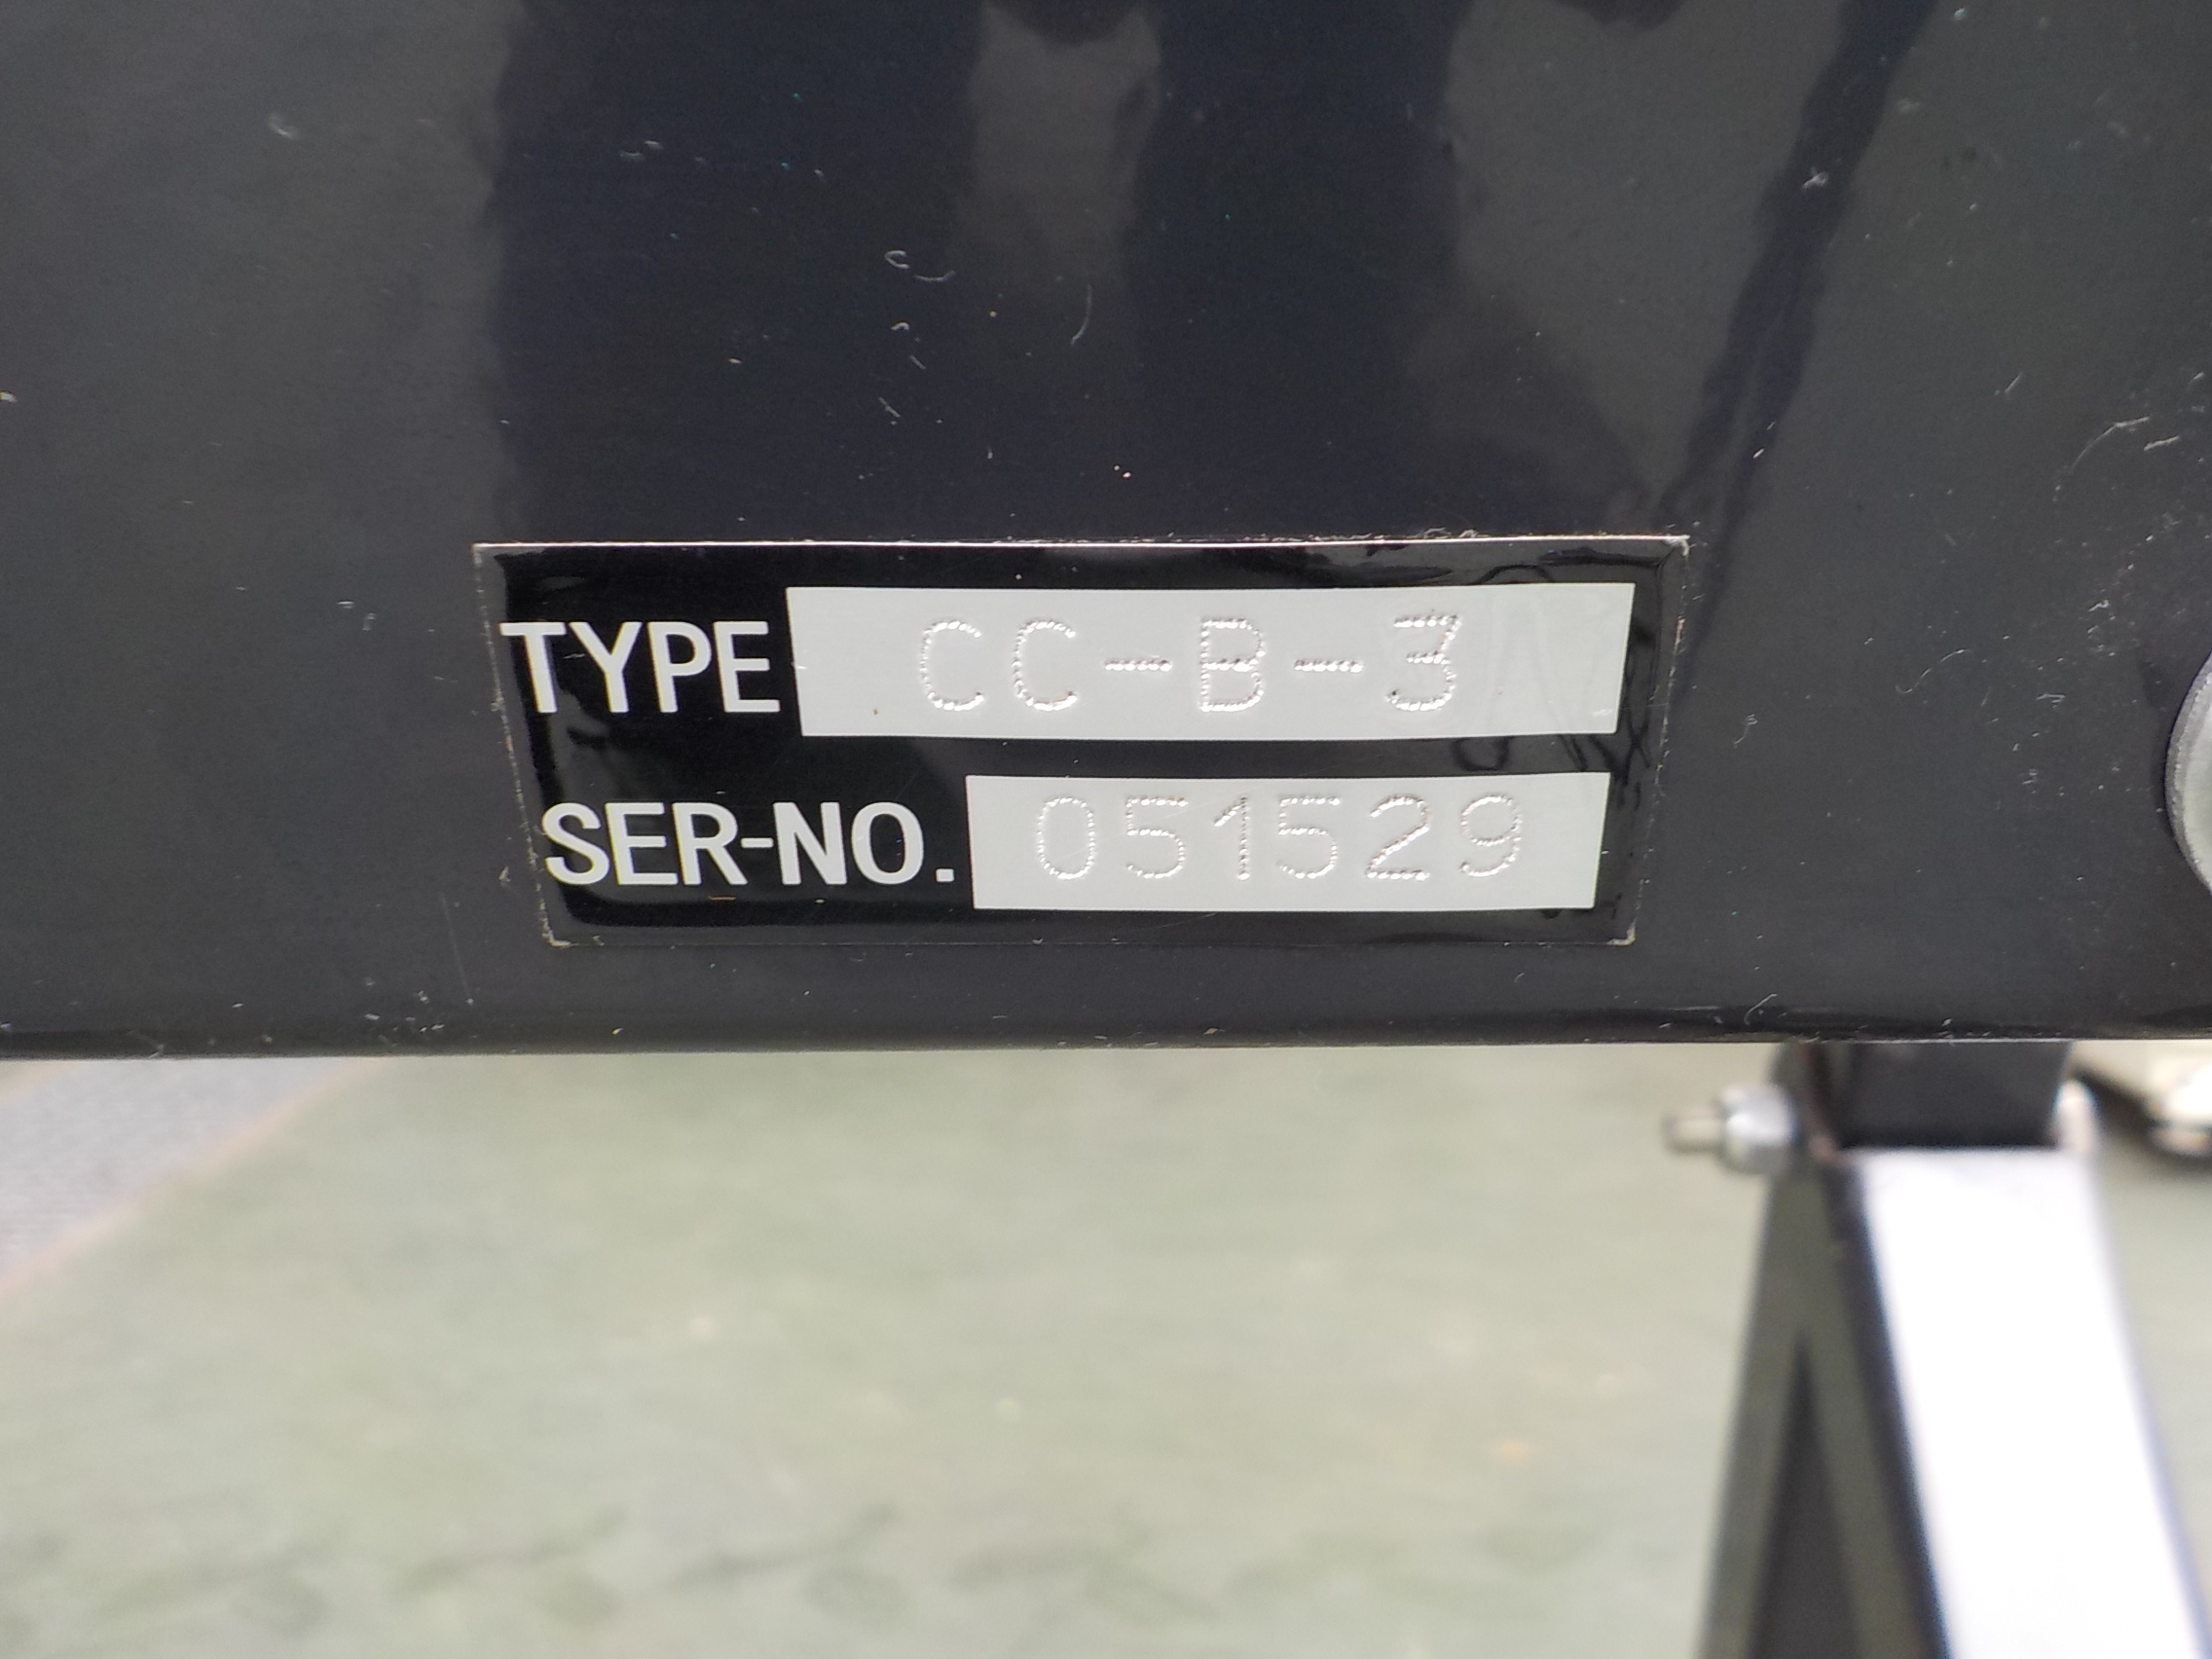 TYPE CC-B-3
SER-NO. 051529